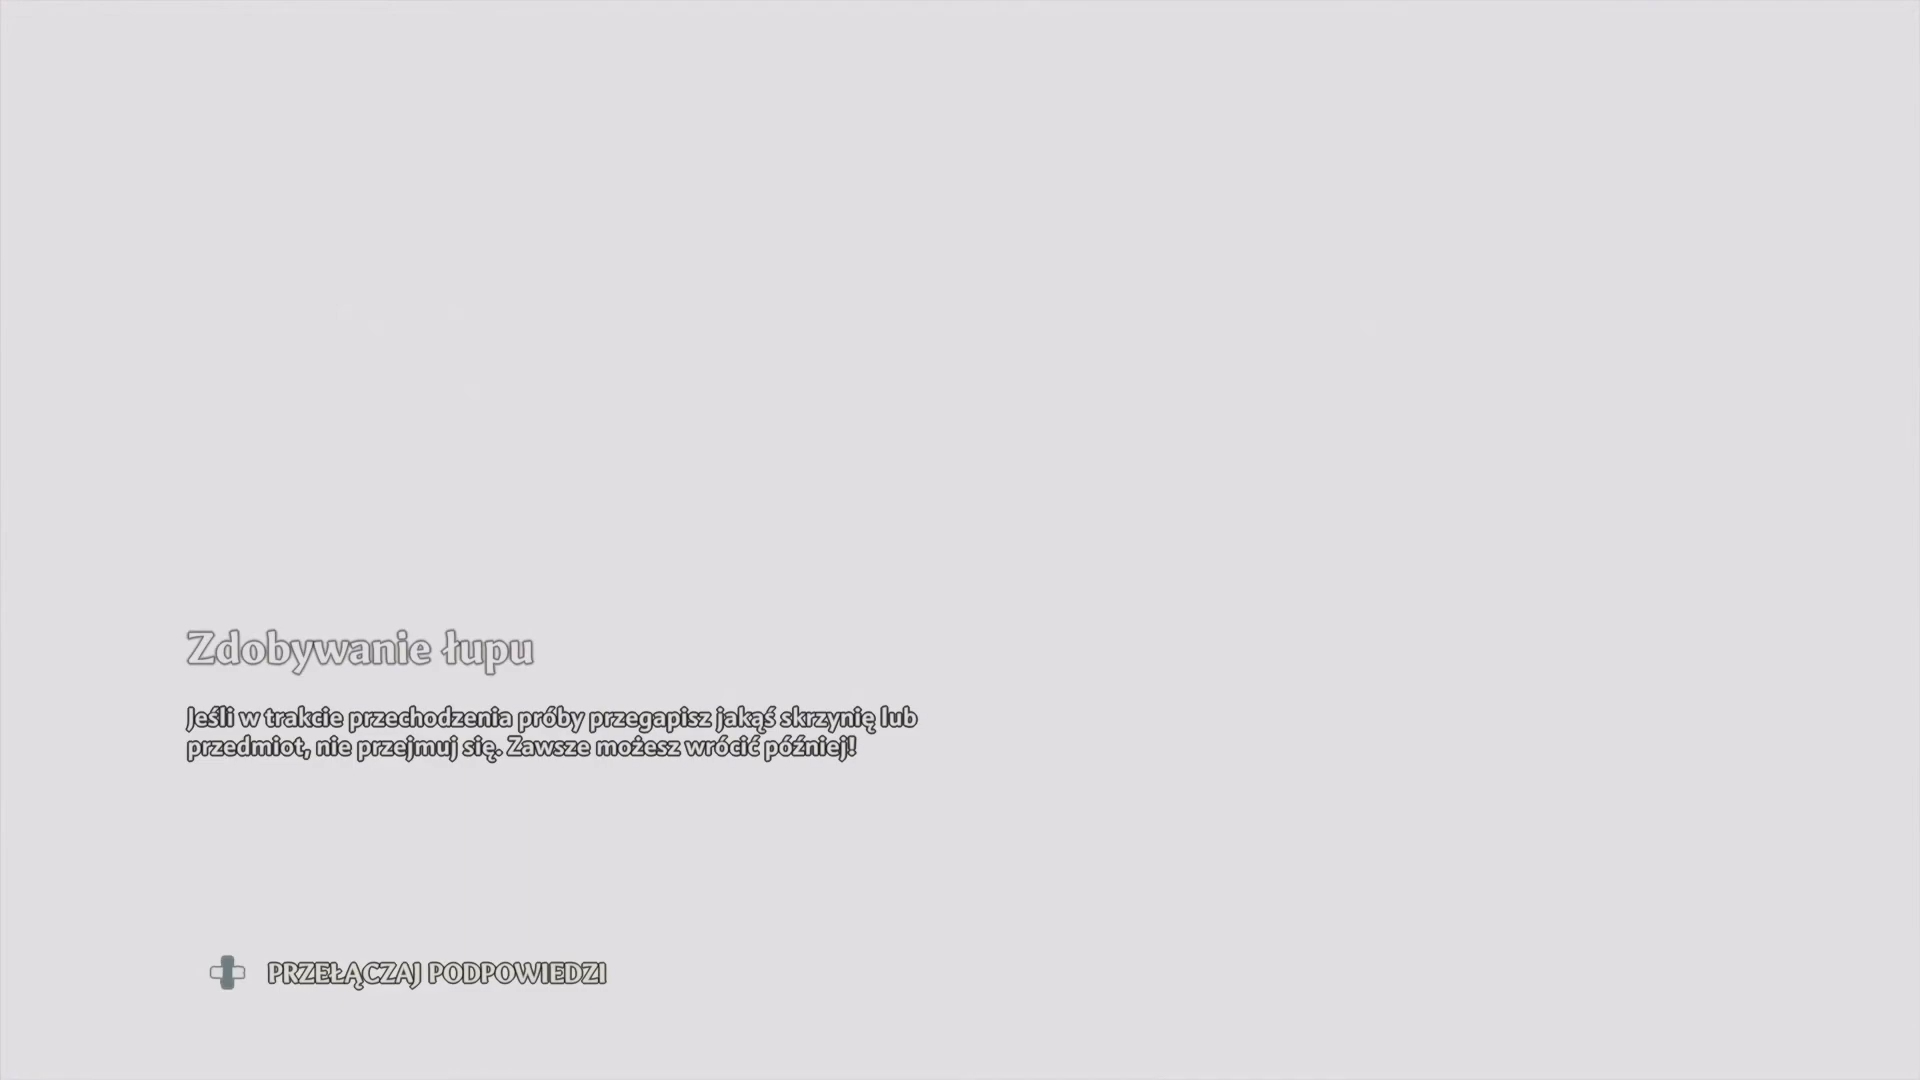 Zdobywanie łupu
Jeśli w trakcie przechodzenia próby przegapisz jakąś skrzynię lub
przedmiot, nie przejmuj się. Zawsze możesz wrócić później!
PRZEŁĄCZAJ PODPOWIEDZI